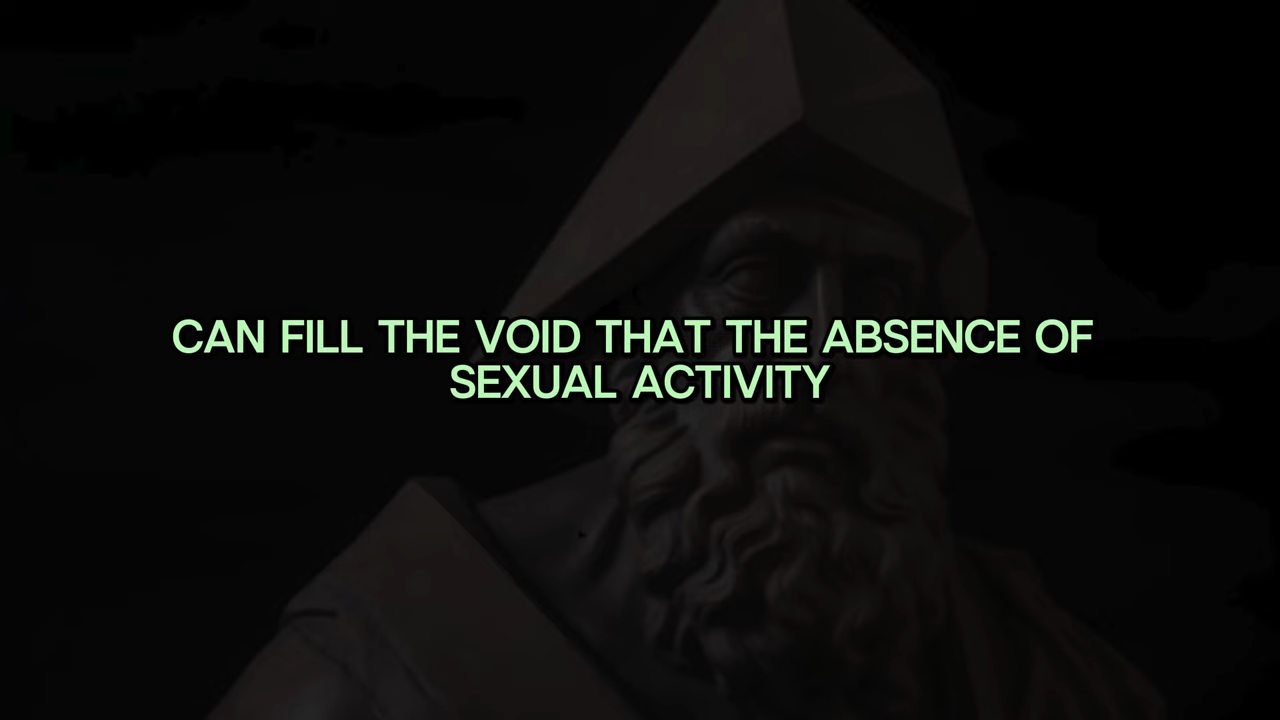 CAN FILL THE VOID THAT THE ABSENCE OF
SEXUAL ACTIVITY